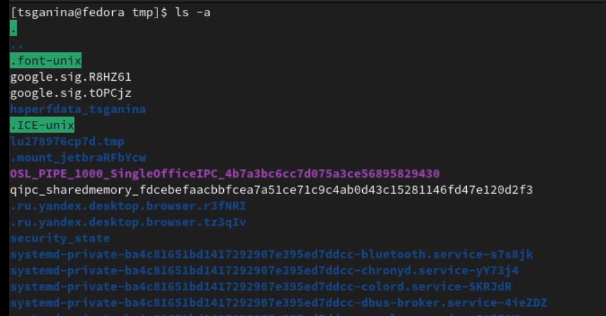 [tsganina@fedora tmp]$ ls -a
.
..
.font-unix
google.sig.R8HZ61
google.sig.tOPCjz
hsperfdata_tsganina
.ICE-unix
lu278976cp7d.tmp
.mount_jetbraRFbYcw
OSL_PIPE_1000_SingleOfficeIPC_4b7a3bc6cc7d075a3ce56895829430
qipc_sharedmemory_fdcebefaacbbfcea7a51ce71c9c4ab0d43c15281146fd47e120d2f3
.ru.yandex.desktop.browser.r3fNRI
.ru.yandex.desktop.browser.tz3qIv
security_state
systemd-private-ba4c81651bd1417292907e395ed7ddcc-bluetooth.service-s7s8jk
systemd-private-ba4c81651bd1417292907e395ed7ddcc-chronyd.service-yY73j4
systemd-private-ba4c81651bd1417292907e395ed7ddcc-colord.service-SKRJdR
systemd-private-ba4c81651bd1417292907e395ed7ddcc-dbus-broker.service-4ieZDZ